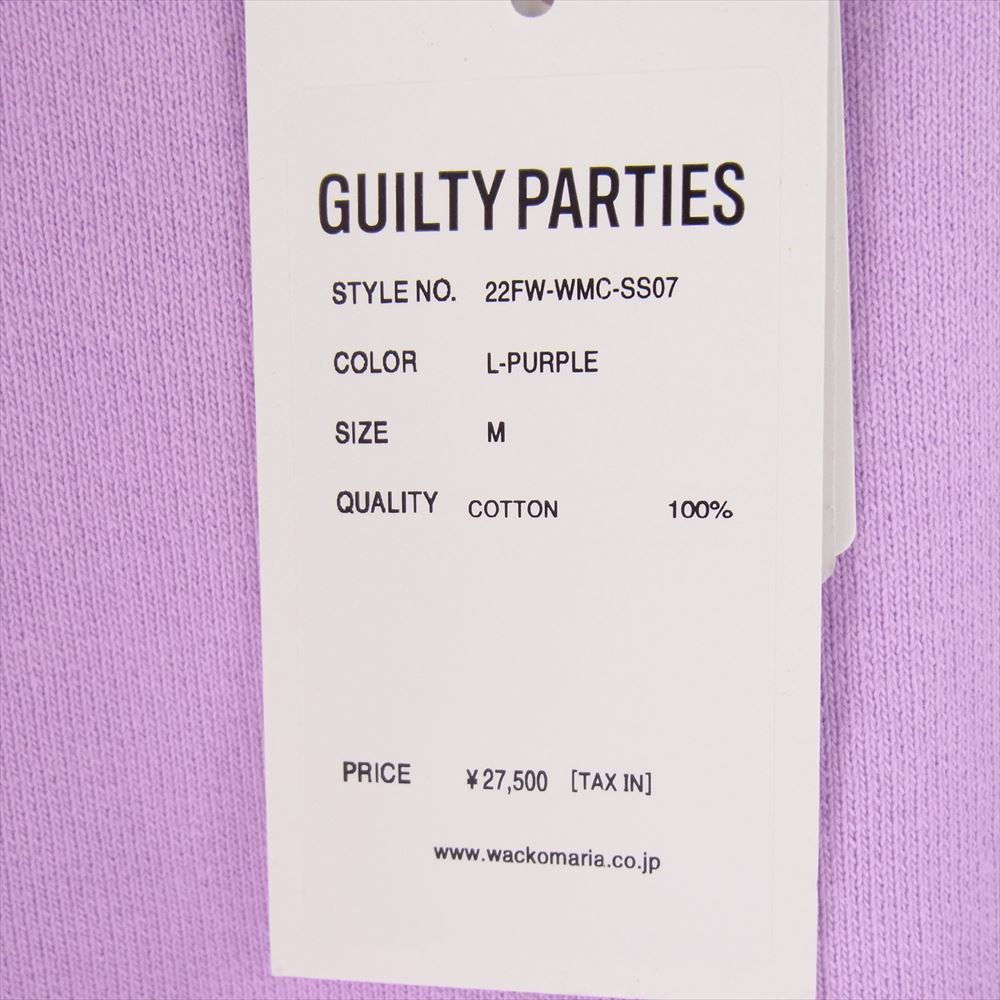 GUILTY PARTIES
STYLE NO. 22FW-WMC-SS07
COLOR L-PURPLE
SIZE M
QUALITY COTTON 100%
PRICE ¥27,500 [TAX IN]
www.wackomaria.co.jp